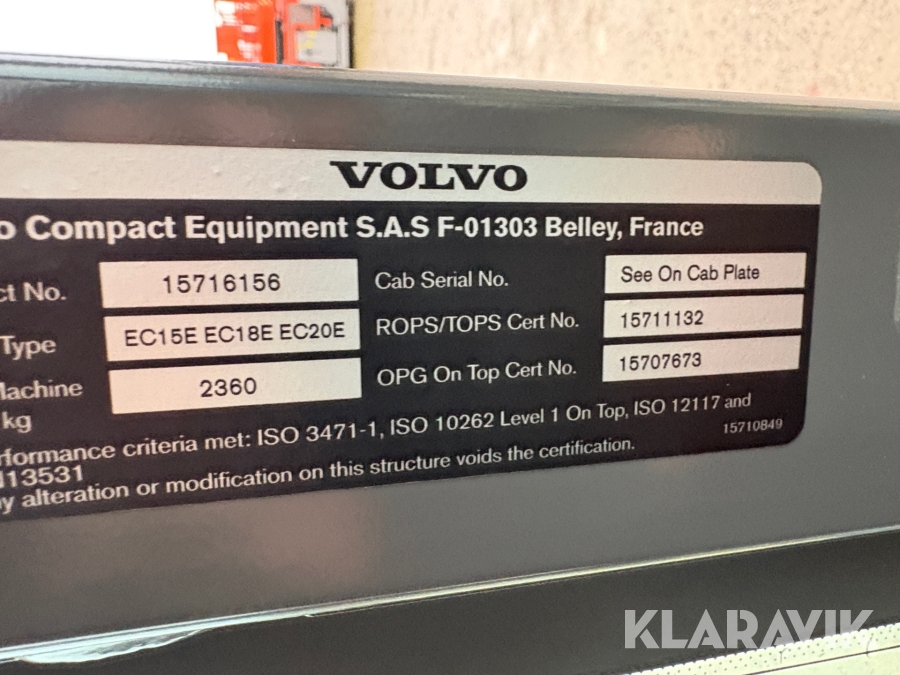 VOLVO
o Compact Equipment S.A.S F-01303 Belley, France
ct No. 15716156 Cab Serial No. See On Cab Plate
Type EC15E EC18E EC20E ROPS/TOPS Cert No. 15711132
achine 2360 OPG On Top Cert No. 15707673
kg
rformance criteria met: ISO 3471-1, ISO 10262 Level 1 On Top, ISO 12117 and
13531 15710849
y alteration or modification on this structure voids the certification.
KLARAVIK